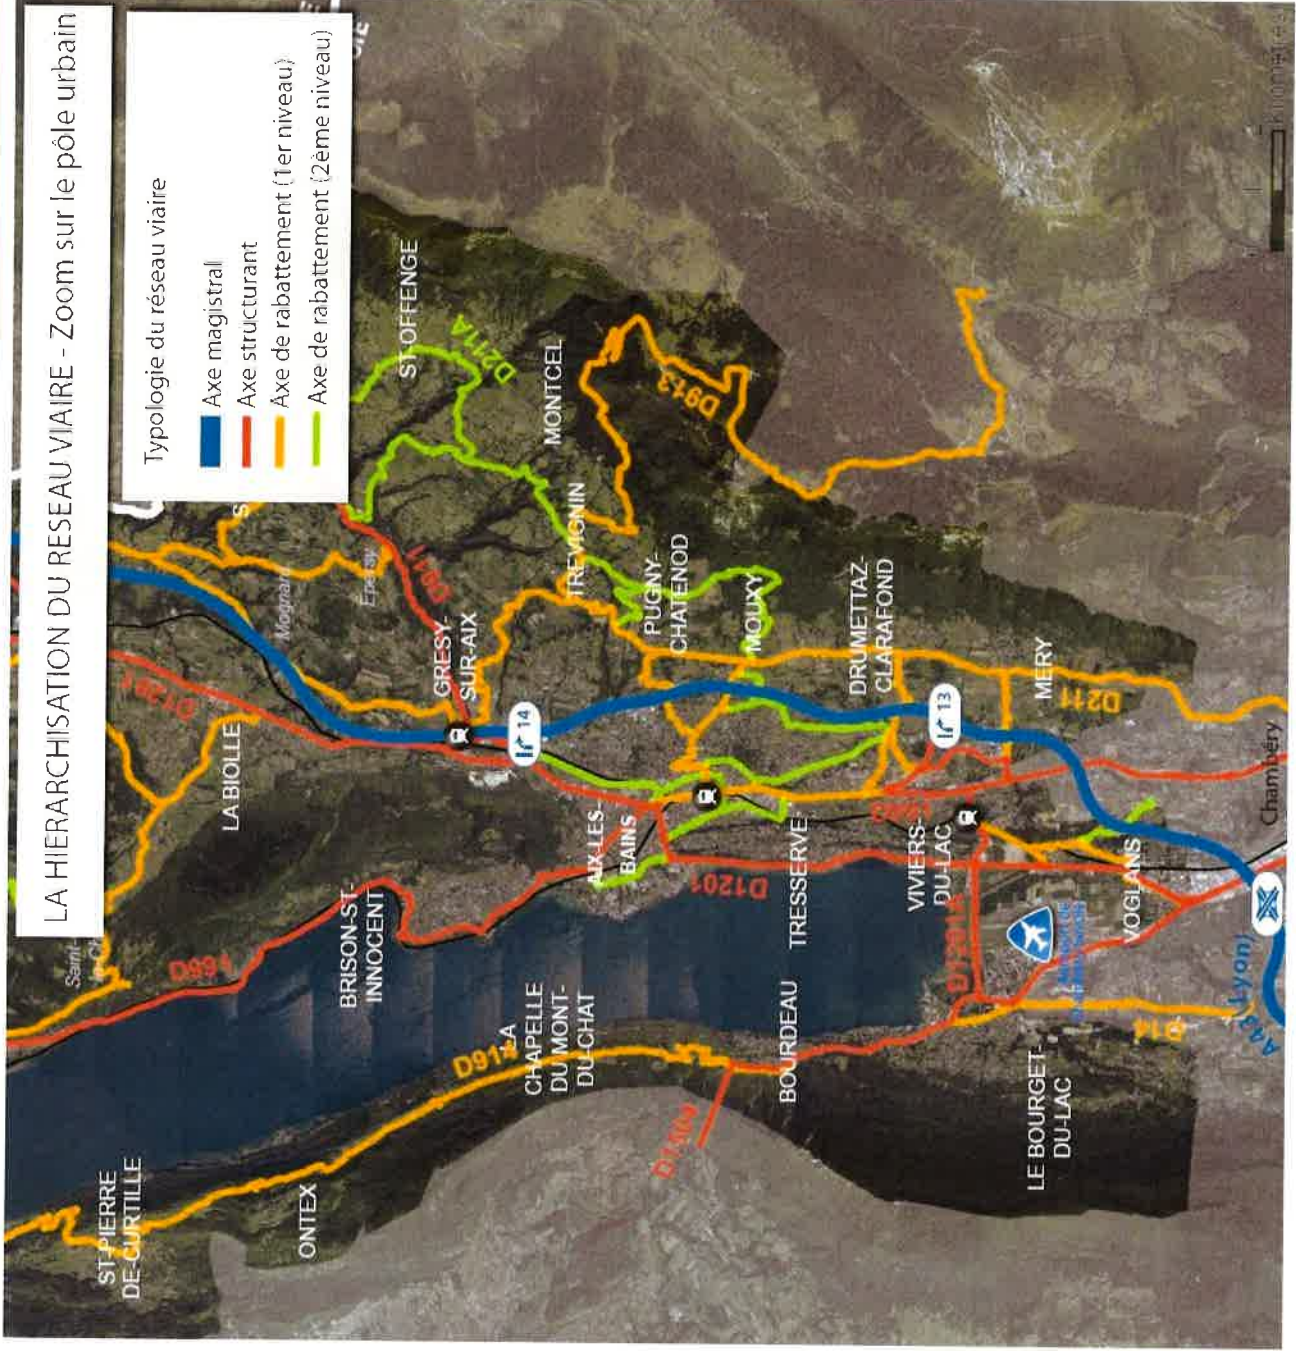 LA HIERARCHISATION DU RESEAU VIAIRE - Zoom sur le pôle urbain
Typologie du réseau viaire
Axe magistral
Axe structurant
Axe de rabattement (1er niveau)
Axe de rabattement (2ème niveau)
ST-OFFENGE
D211A
MONTCEL
D913
TREVIGNIN
Epersy
D911
Mognard
GRESY-
SUR-AIX
D1201
LA BIOLLE
14
PUGNY-
CHATENOD
MOUXY
DRUMETTAZ-
CLARAFOND
13
MERY
D211
AIX-LES-
BAINS
D1201
TRESSERVE
VIVIERS-
DU-LAC
VOGLANS
Chambéry
D991
BRISON-ST-
INNOCENT
D914
LA
CHAPELLE
DU MONT-
DU-CHAT
BOURDEAU
D1201A
D14
LE BOURGET-
DU-LAC
A43 (Lyon)
ST-PIERRE
DE-CURTILLE
ONTEX
Kilomètres